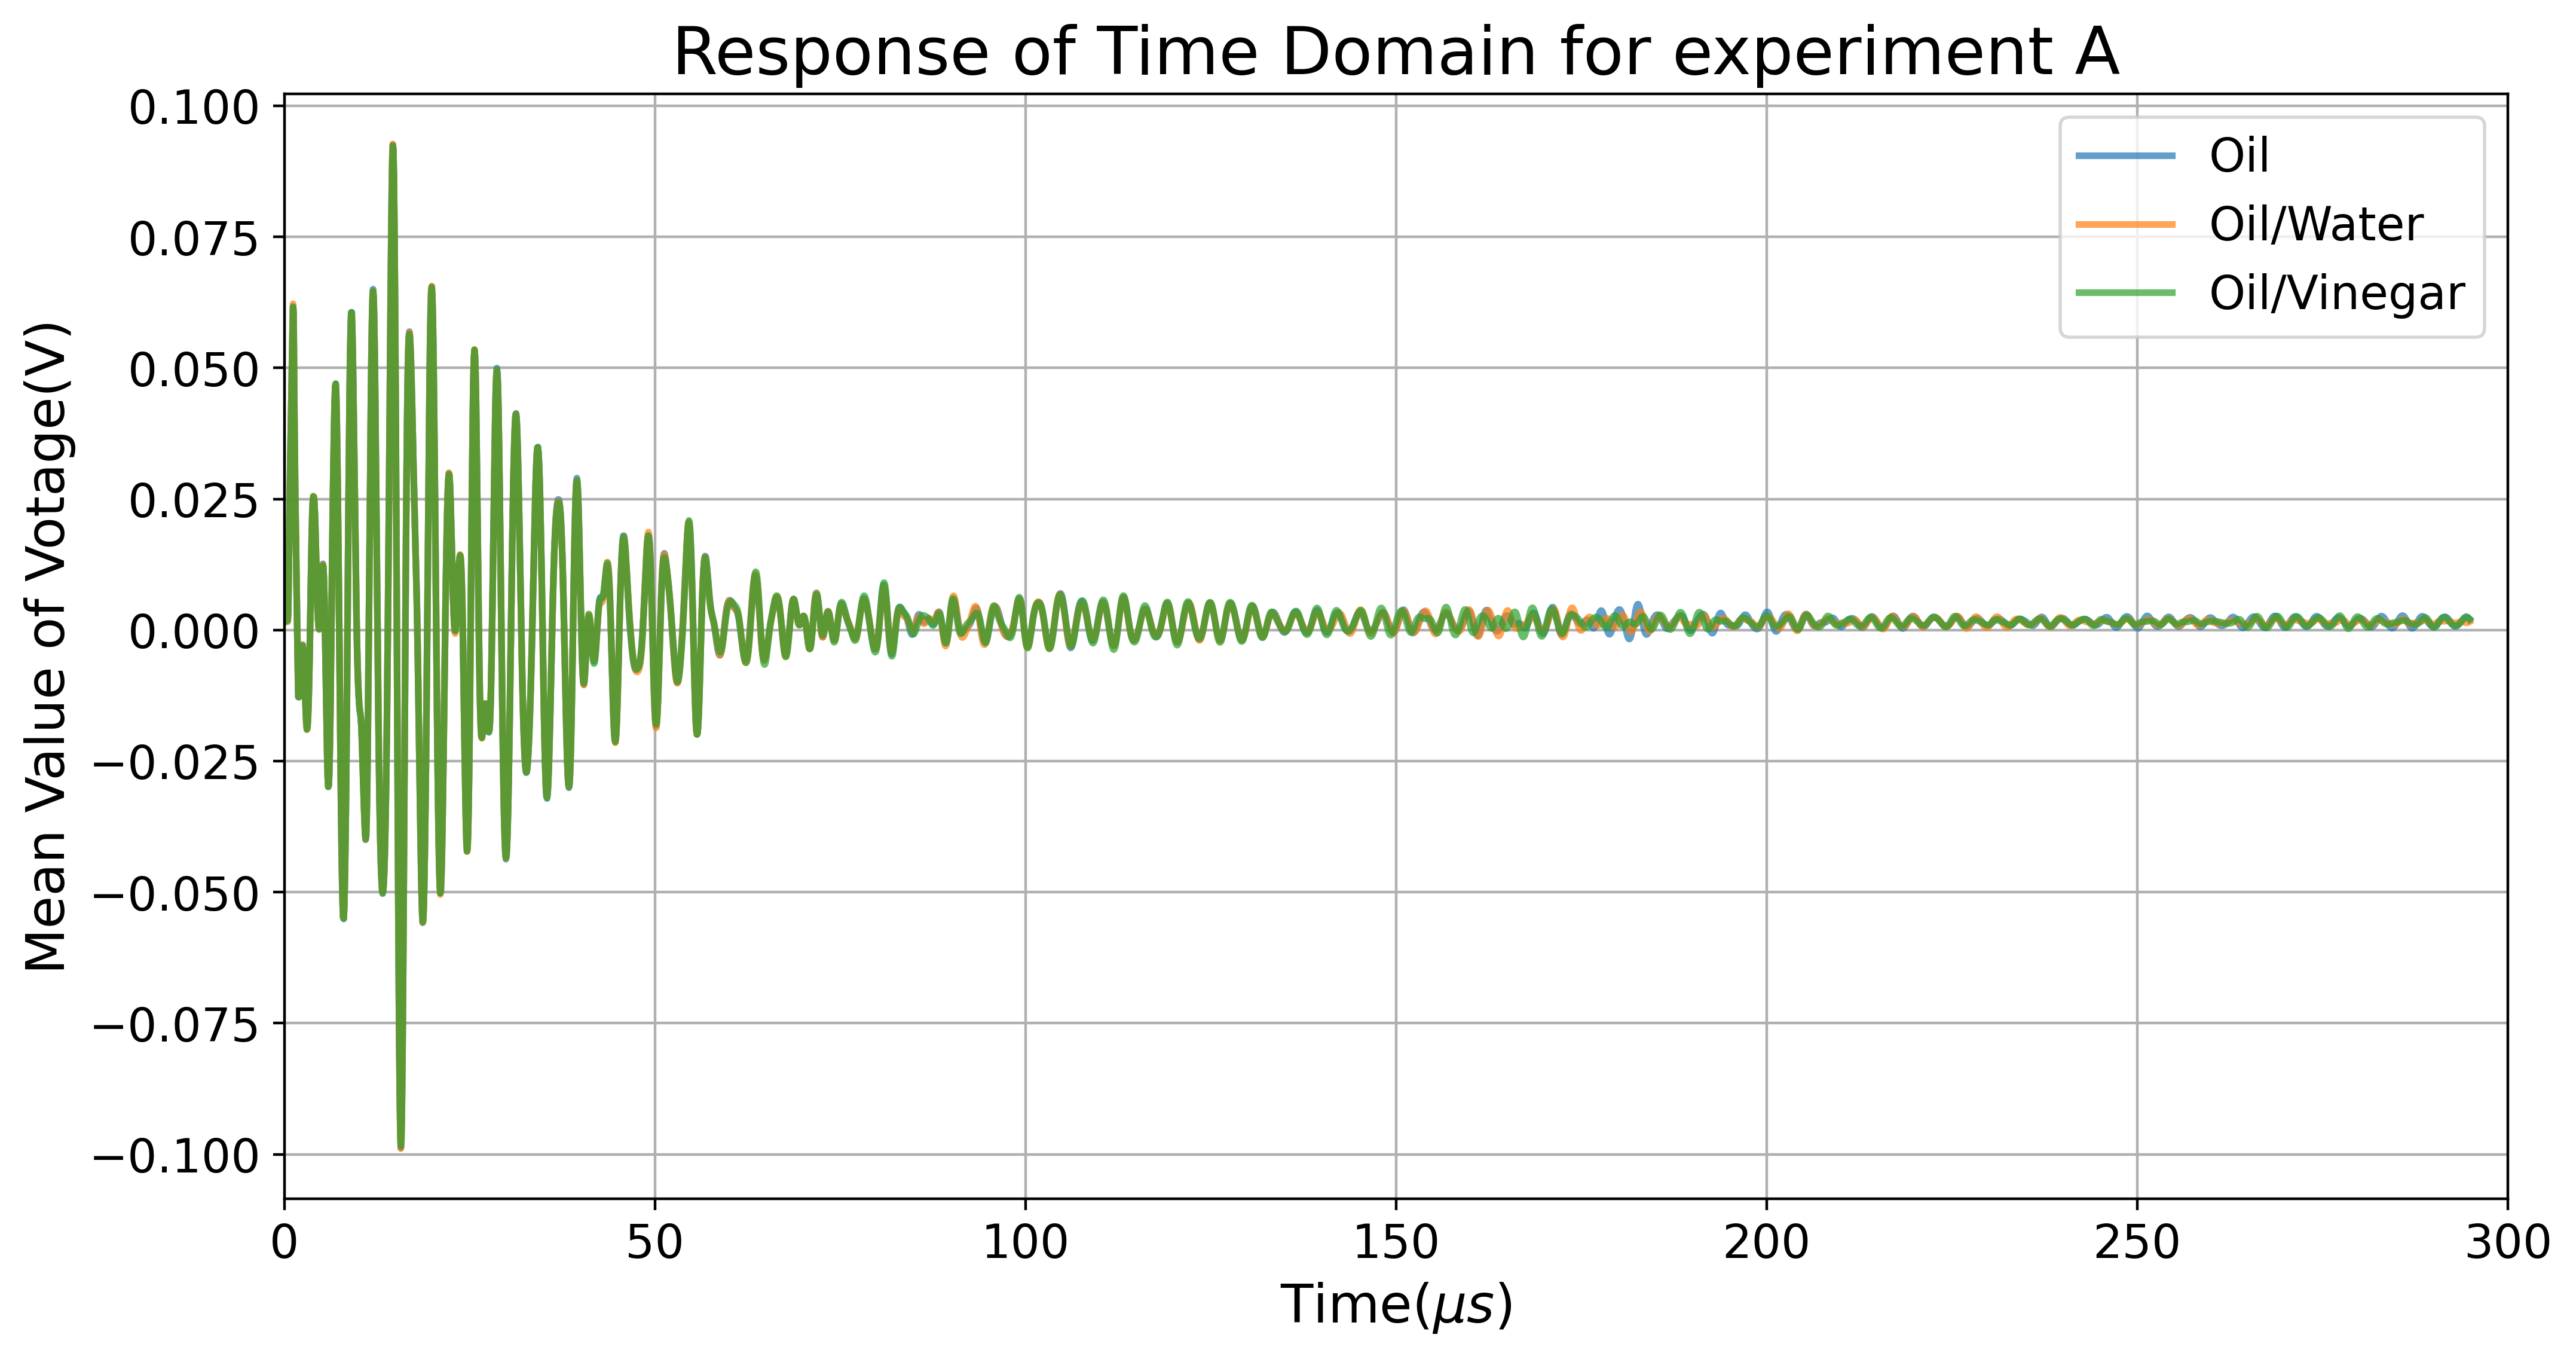 Response of Time Domain for experiment A
Mean Value of Votage(V)
0.100
0.075
0.050
0.025
0.000
−0.025
−0.050
−0.075
−0.100
Oil
Oil/Water
Oil/Vinegar
0 50 100 150 200 250 300
Time(μs)